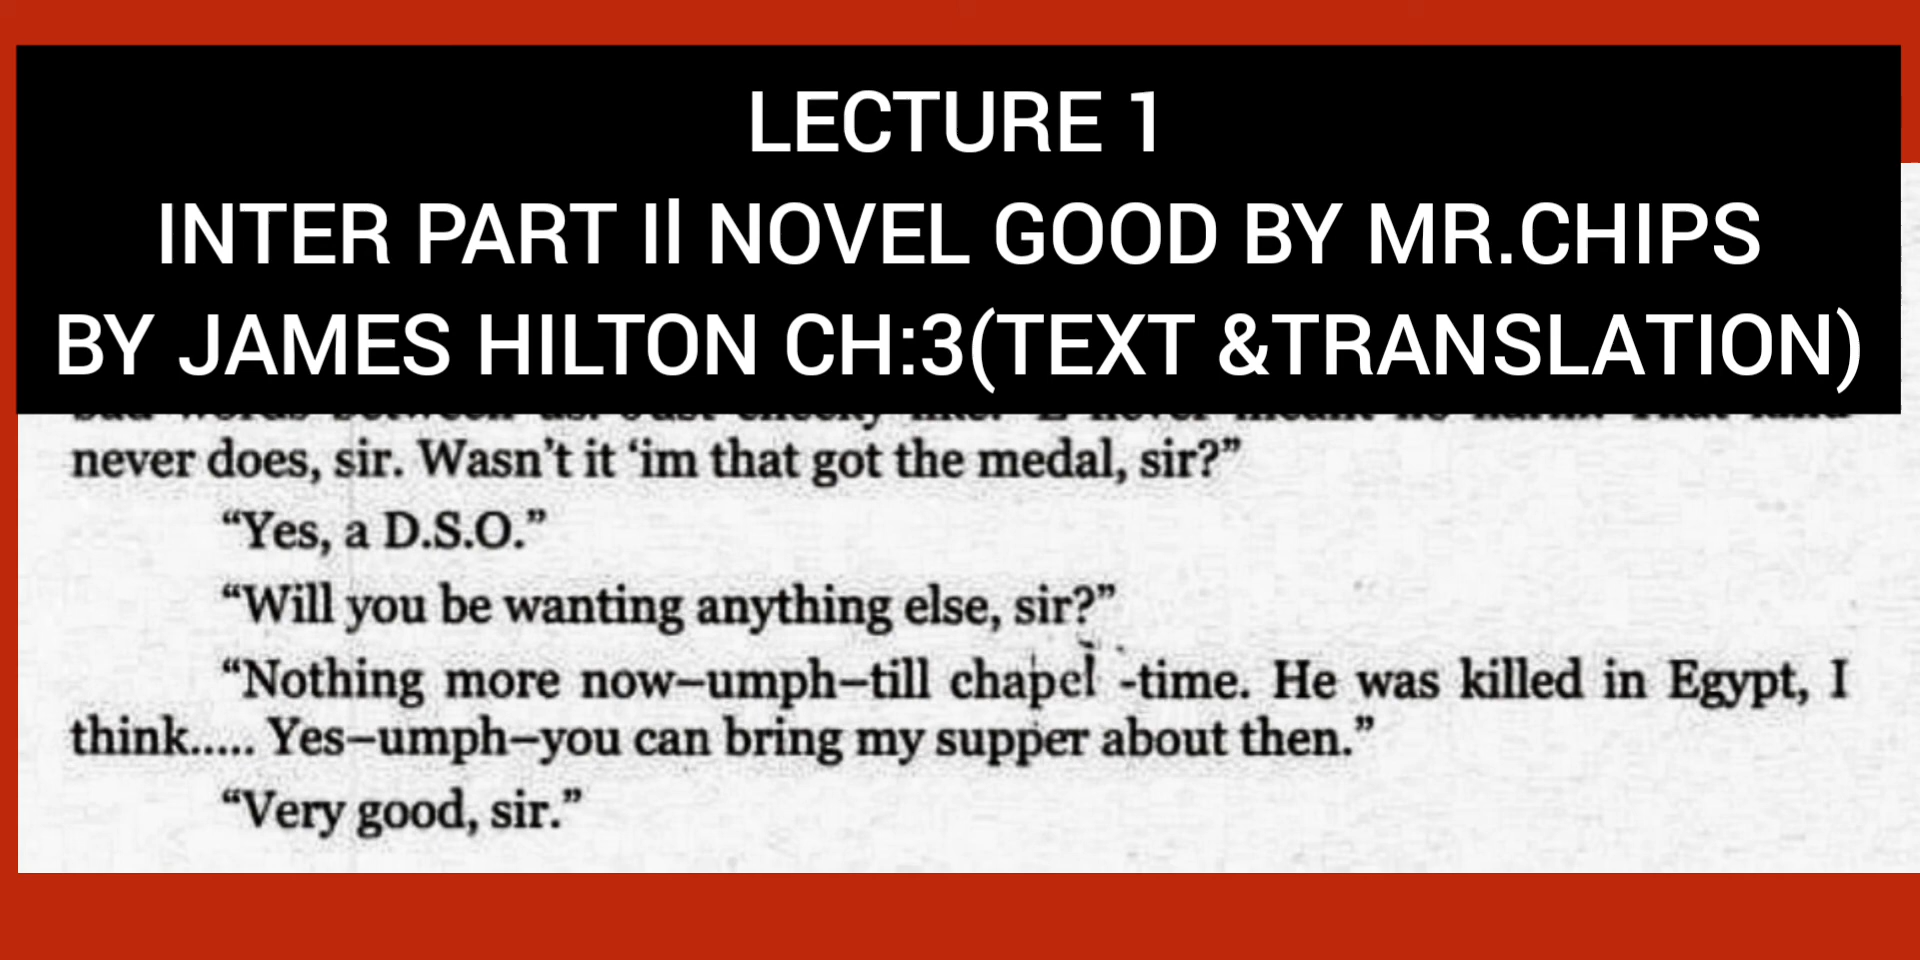 LECTURE 1
INTER PART Il NOVEL GOOD BY MR.CHIPS
BY JAMES HILTON CH:3(TEXT &TRANSLATION)
never does, sir. Wasn't it ‘im that got the medal, sir?”
“Yes, a D.S.O.”
“Will you be wanting anything else, sir?”
“Nothing more now–umph–till chapel -time. He was killed in Egypt, I
think..... Yes–umph–you can bring my supper about then.”
“Very good, sir.”